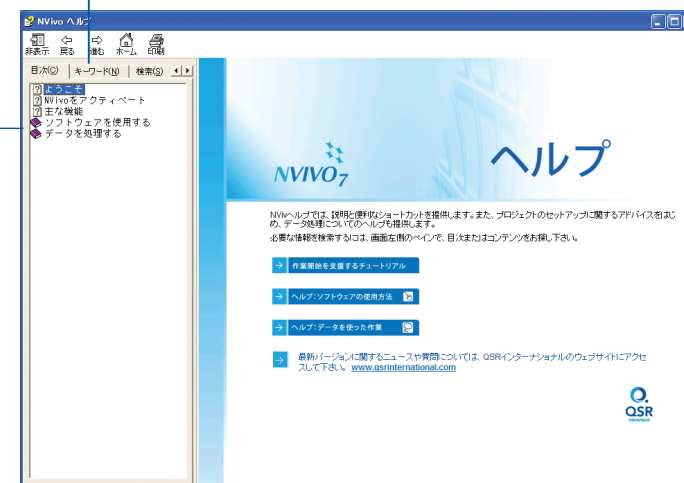 NVivo ヘルプ
非表示 戻る 進む ホーム 印刷
目次(C) キーワード(N) 検索(S)
ようこそ
NVivoをアクティベート
主な機能
ソフトウェアを使用する
データを処理する
NVIVO7
ヘルプ
NVivヘルプでは、説明と便利なショートカットを提供します。また、プロジェクトのセットアップに関するアドバイスをはじ
め、データ処理についてのヘルプも提供します。
必要な情報を検索するには、画面左側のペインで、目次またはコンテンツをお探し下さい。
作業開始を支援するチュートリアル
ヘルプ:ソフトウェアの使用方法
ヘルプ:データを使った作業
最新バージョンに関するニュースや質問については、QSRインターナショナルのウェブサイトにアクセ
スして下さい。 www.qsrinternational.com
QSR
International